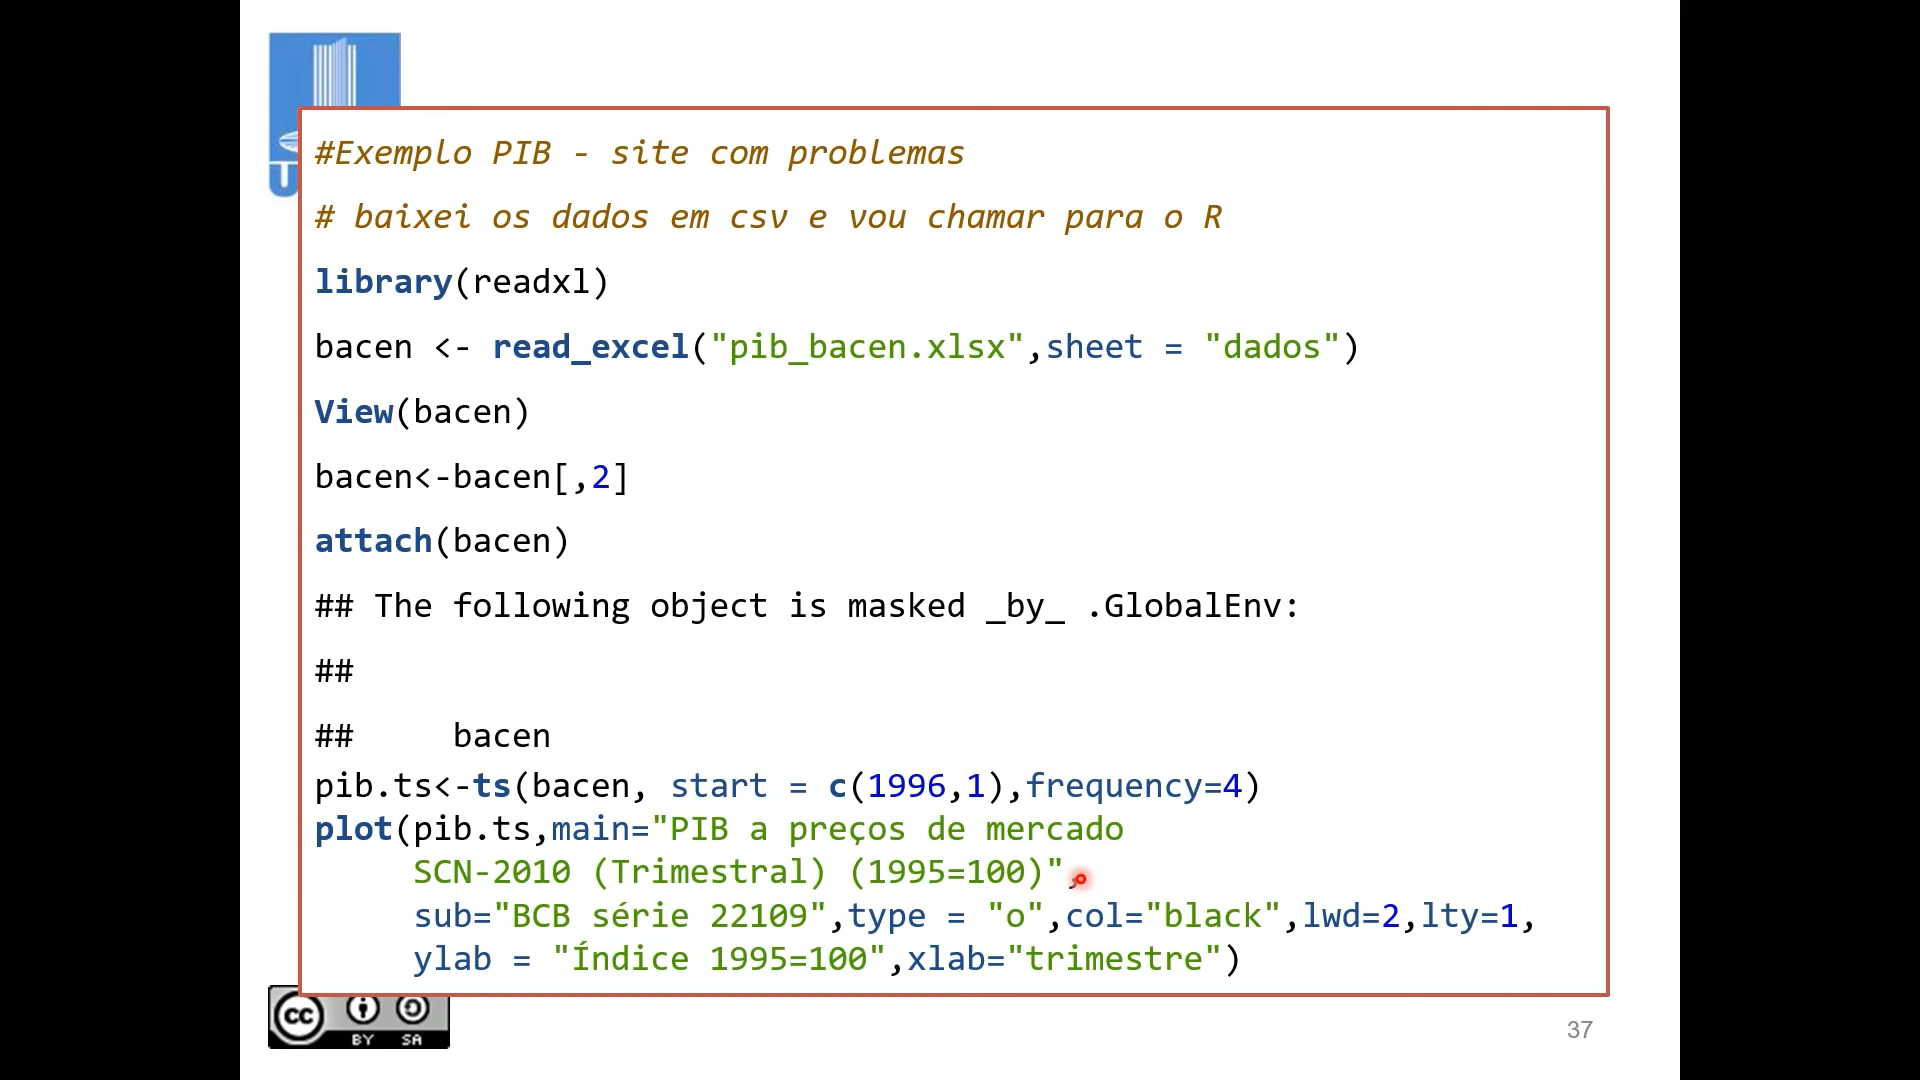 #Exemplo PIB - site com problemas
# baixei os dados em csv e vou chamar para o R
library(readxl)
bacen <- read_excel("pib_bacen.xlsx",sheet = "dados")
View(bacen)
bacen<-bacen[,2]
attach(bacen)
## The following object is masked _by_ .GlobalEnv:
##
##     bacen
pib.ts<-ts(bacen, start = c(1996,1),frequency=4)
plot(pib.ts,main="PIB a preços de mercado
     SCN-2010 (Trimestral) (1995=100)",
     sub="BCB série 22109",type = "o",col="black",lwd=2,lty=1,
     ylab = "Índice 1995=100",xlab="trimestre")
cc BY SA
37